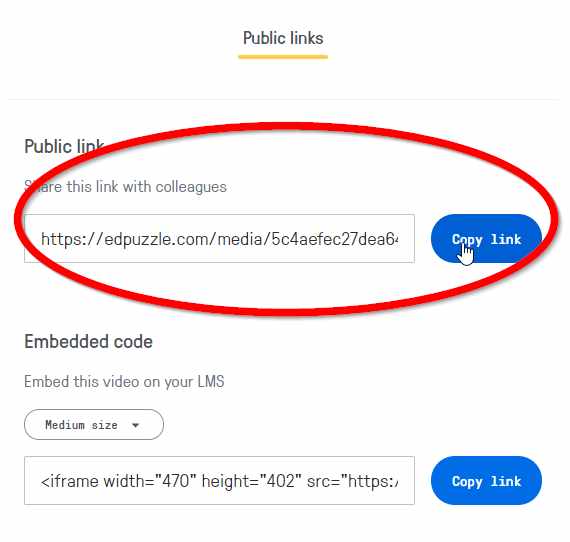 Public links
Public link
Share this link with colleagues
https://edpuzzle.com/media/5c4aefec27dea64
Copy link
Embedded code
Embed this video on your LMS
Medium size
<iframe width="470" height="402" src="https:/
Copy link